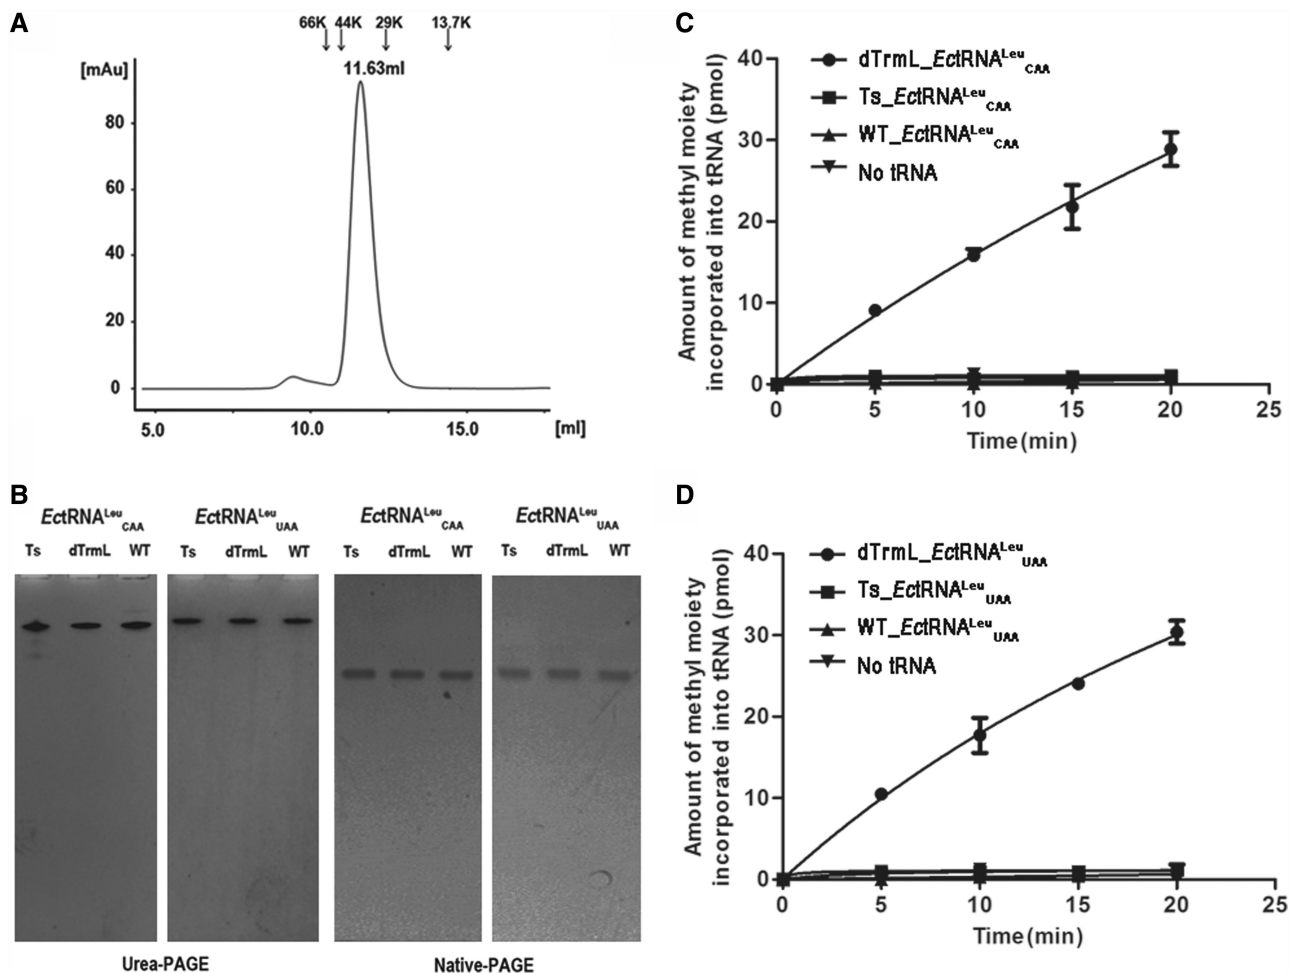 A
66K 44K 29K 13.7K
[mAu]
11.63ml
80
60
40
20
0
5.0 10.0 15.0 [ml]
B
EctRNALeuCAA EctRNALeuUAA EctRNALeuCAA EctRNALeuUAA
Ts dTrmL WT Ts dTrmL WT Ts dTrmL WT Ts dTrmL WT
Urea-PAGE Native-PAGE
C
Amount of methyl moiety
incorporated into tRNA (pmol)
40
30
20
10
0
dTrmL_EctRNALeuCAA
Ts_EctRNALeuCAA
WT_EctRNALeuCAA
No tRNA
0 5 10 15 20 25
Time (min)
D
Amount of methyl moiety
incorporated into tRNA (pmol)
40
30
20
10
0
dTrmL_EctRNALeuUAA
Ts_EctRNALeuUAA
WT_EctRNALeuUAA
No tRNA
0 5 10 15 20 25
Time (min)